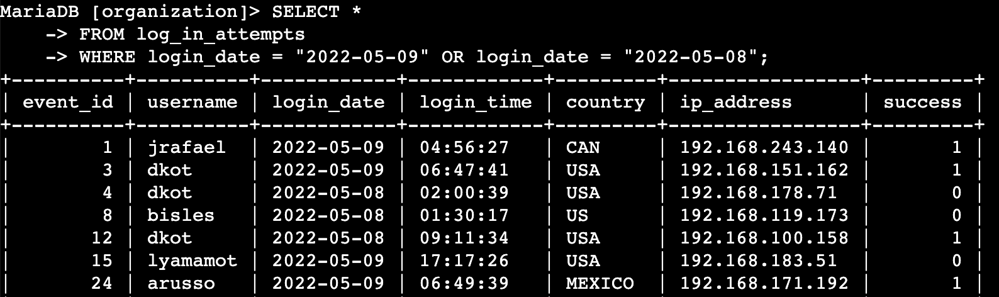 MariaDB [organization]> SELECT *
    -> FROM log_in_attempts
    -> WHERE login_date = "2022-05-09" OR login_date = "2022-05-08";
+----------+----------+------------+------------+---------+-----------------+---------+
| event_id | username | login_date | login_time | country | ip_address      | success |
+----------+----------+------------+------------+---------+-----------------+---------+
|        1 | jrafael  | 2022-05-09 | 04:56:27   | CAN     | 192.168.243.140 |       1 |
|        3 | dkot     | 2022-05-09 | 06:47:41   | USA     | 192.168.151.162 |       1 |
|        4 | dkot     | 2022-05-08 | 02:00:39   | USA     | 192.168.178.71  |       0 |
|        8 | bisles   | 2022-05-08 | 01:30:17   | US      | 192.168.119.173 |       0 |
|       12 | dkot     | 2022-05-08 | 09:11:34   | USA     | 192.168.100.158 |       1 |
|       15 | lyamamot | 2022-05-09 | 17:17:26   | USA     | 192.168.183.51  |       0 |
|       24 | arusso   | 2022-05-09 | 06:49:39   | MEXICO  | 192.168.171.192 |       1 |